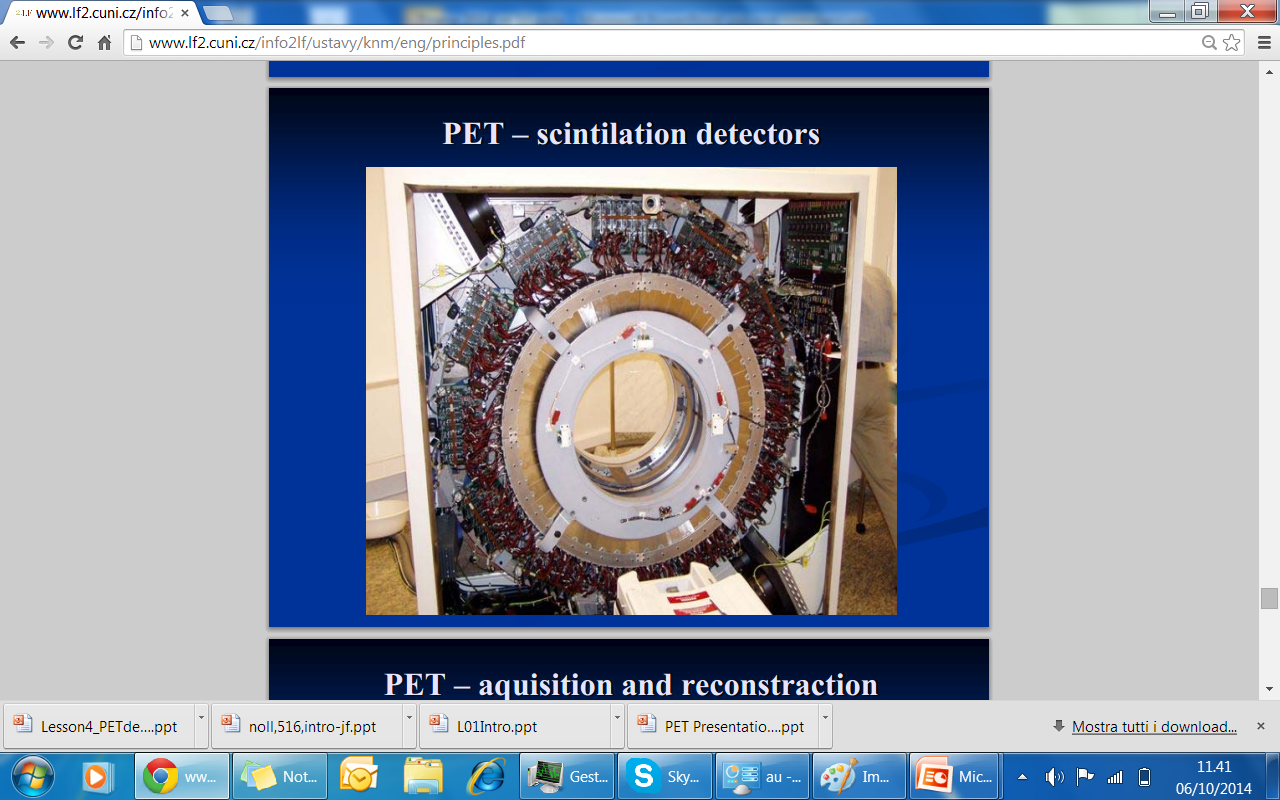 www.lf2.cuni.cz/info2
www.lf2.cuni.cz/info2lf/ustavy/knm/eng/principles.pdf
PET – scintilation detectors
PET – aquisition and reconstraction
Lesson4_PETde....ppt
noll,516,intro-jf.ppt
L01Intro.ppt
PET Presentatio....ppt
Mostra tutti i download...
ww...
Not...
Gest...
Sky...
au -...
Im...
Mic...
11.41
06/10/2014